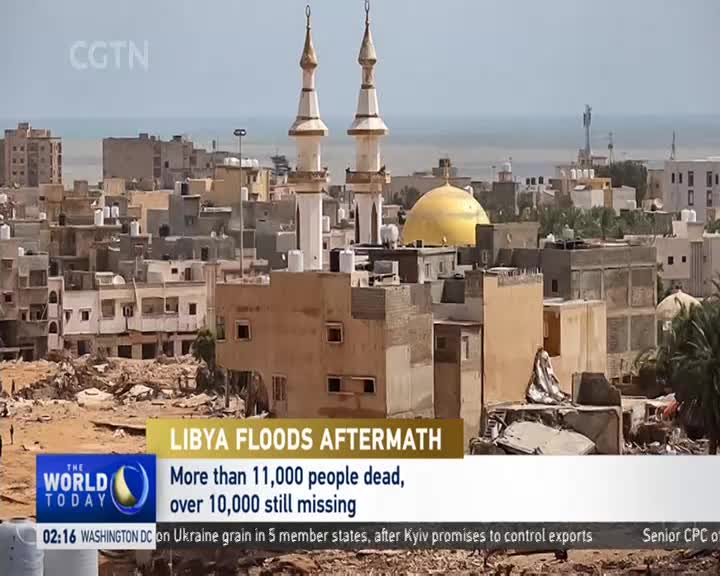 CGTN
LIBYA FLOODS AFTERMATH
THE
WORLD
TODAY
More than 11,000 people dead,
over 10,000 still missing
02:16 WASHINGTON DC
on Ukraine grain in 5 member states, after Kyiv promises to control exports Senior CPC of